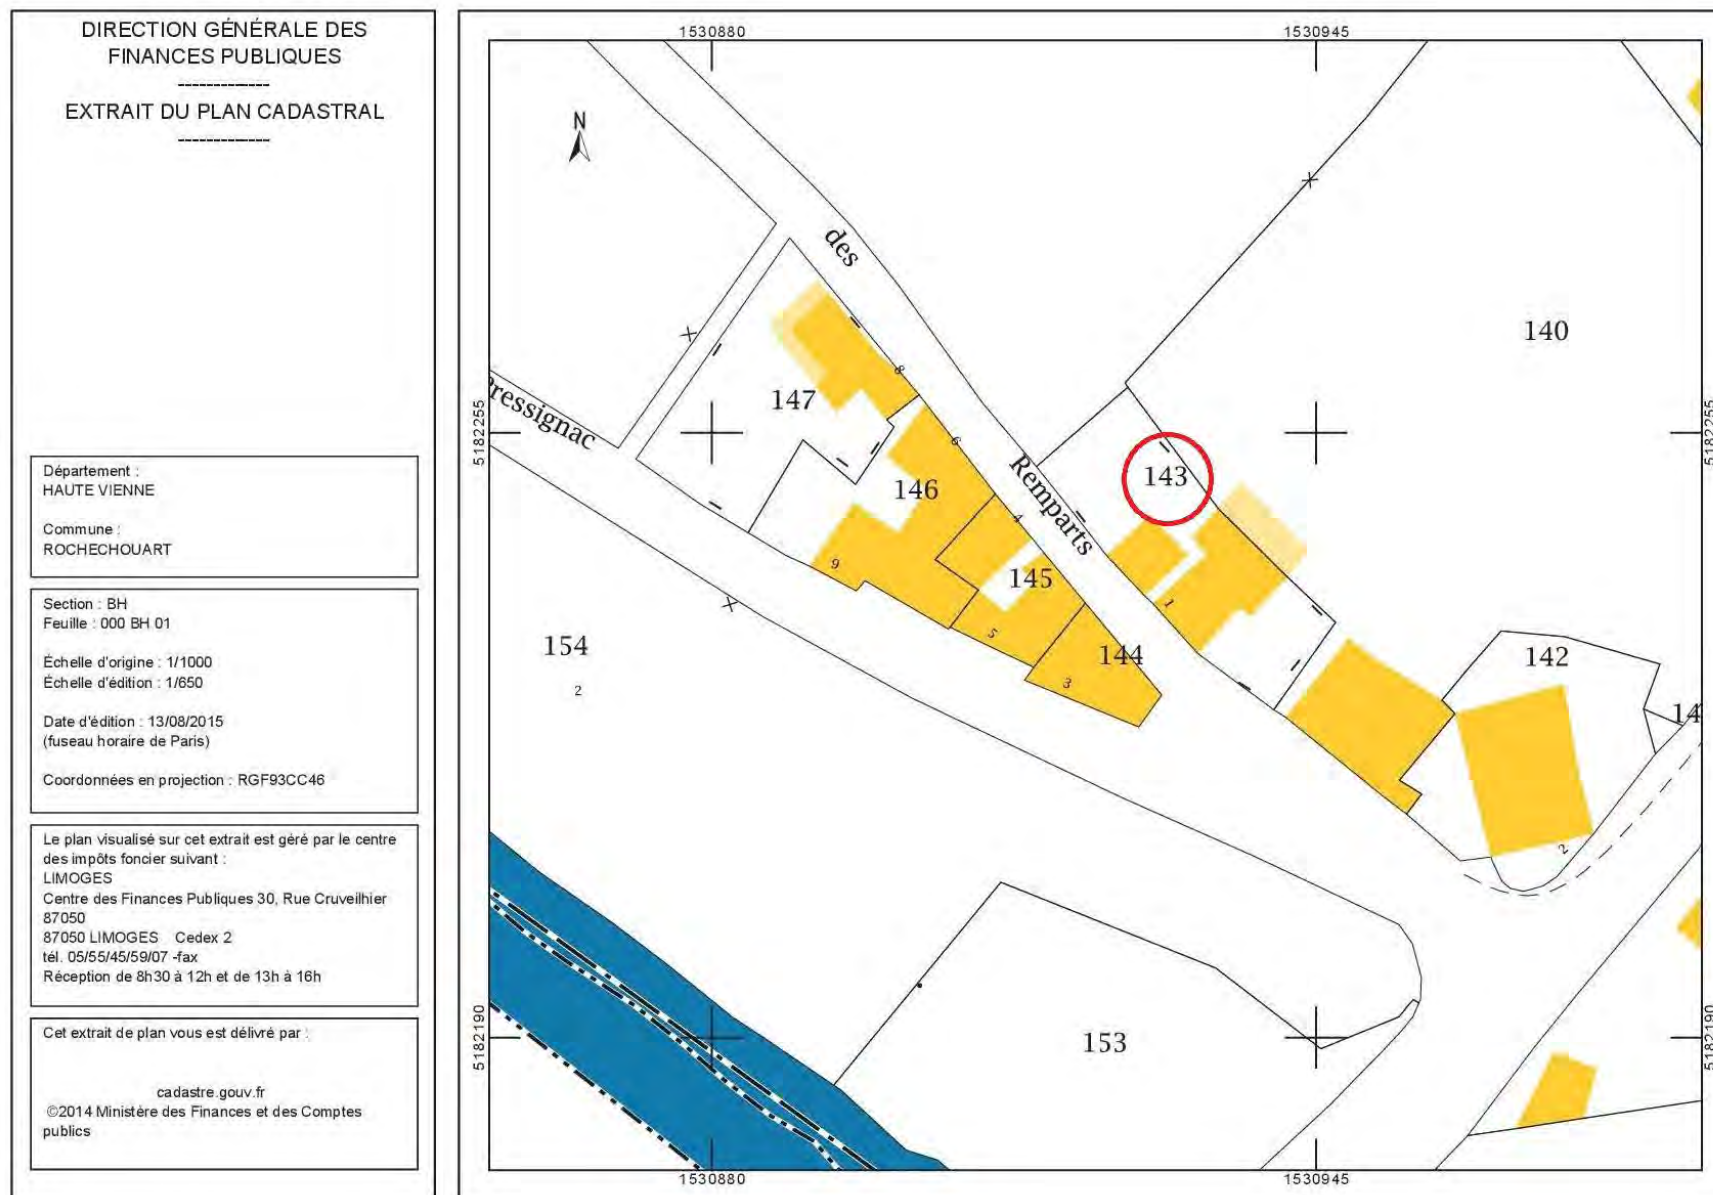 DIRECTION GÉNÉRALE DES
FINANCES PUBLIQUES
-------------
EXTRAIT DU PLAN CADASTRAL
-------------
Département :
HAUTE VIENNE
Commune :
ROCHECHOUART
Section : BH
Feuille : 000 BH 01
Échelle d'origine : 1/1000
Échelle d'édition : 1/650
Date d'édition : 13/08/2015
(fuseau horaire de Paris)
Coordonnées en projection : RGF93CC46
Le plan visualisé sur cet extrait est géré par le centre
des impôts foncier suivant :
LIMOGES
Centre des Finances Publiques 30, Rue Cruveilhier
87050
87050 LIMOGES Cedex 2
tél. 05/55/45/59/07 -fax
Réception de 8h30 à 12h et de 13h à 16h
Cet extrait de plan vous est délivré par :
cadastre.gouv.fr
©2014 Ministère des Finances et des Comptes
publics
1530880
1530945
N
des
140
8
147
5182255
5182255
ressignac
6
Remparts
143
146
4
9
145
1
5
154
2
144
3
142
14
2
5182190
5182190
153
1530880
1530945